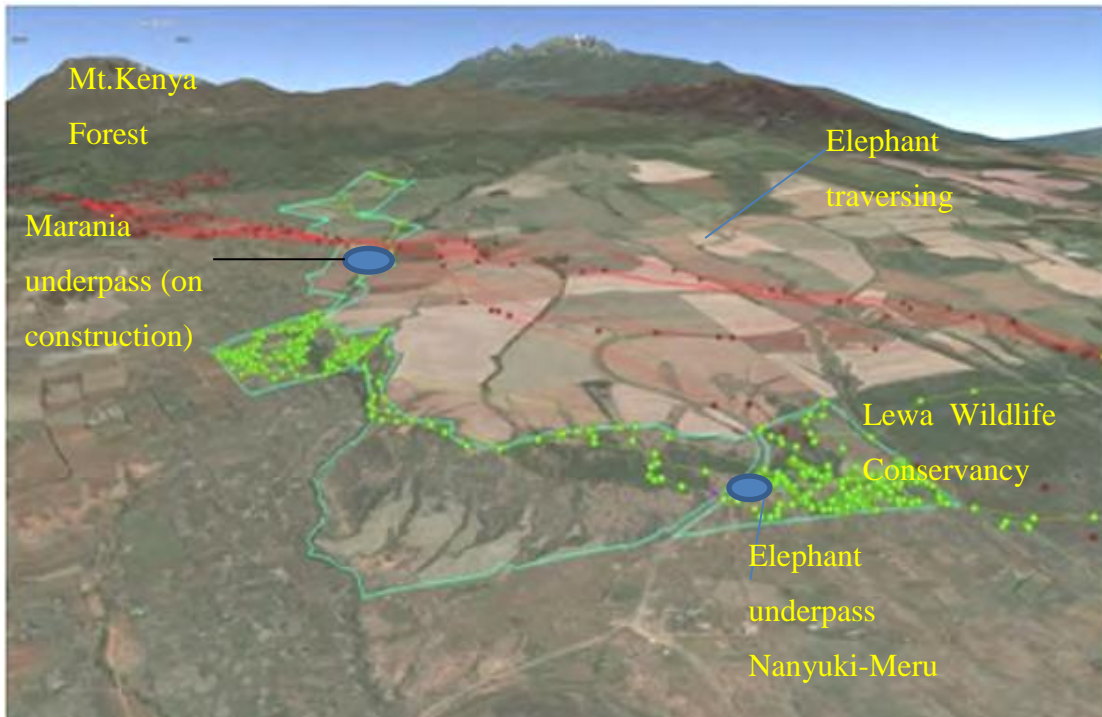 Mt.Kenya
Forest
Elephant
traversing
Marania
underpass (on
construction)
Lewa Wildlife
Conservancy
Elephant
underpass
Nanyuki-Meru